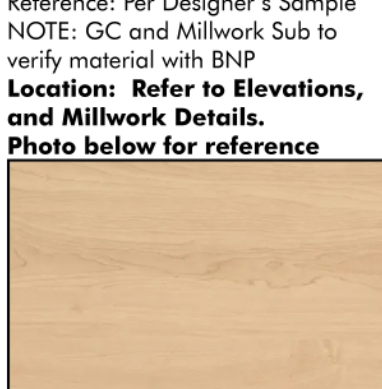 Reference: Per Designer's Sample
NOTE: GC and Millwork Sub to
verify material with BNP
Location:  Refer to Elevations,
and Millwork Details.
Photo below for reference